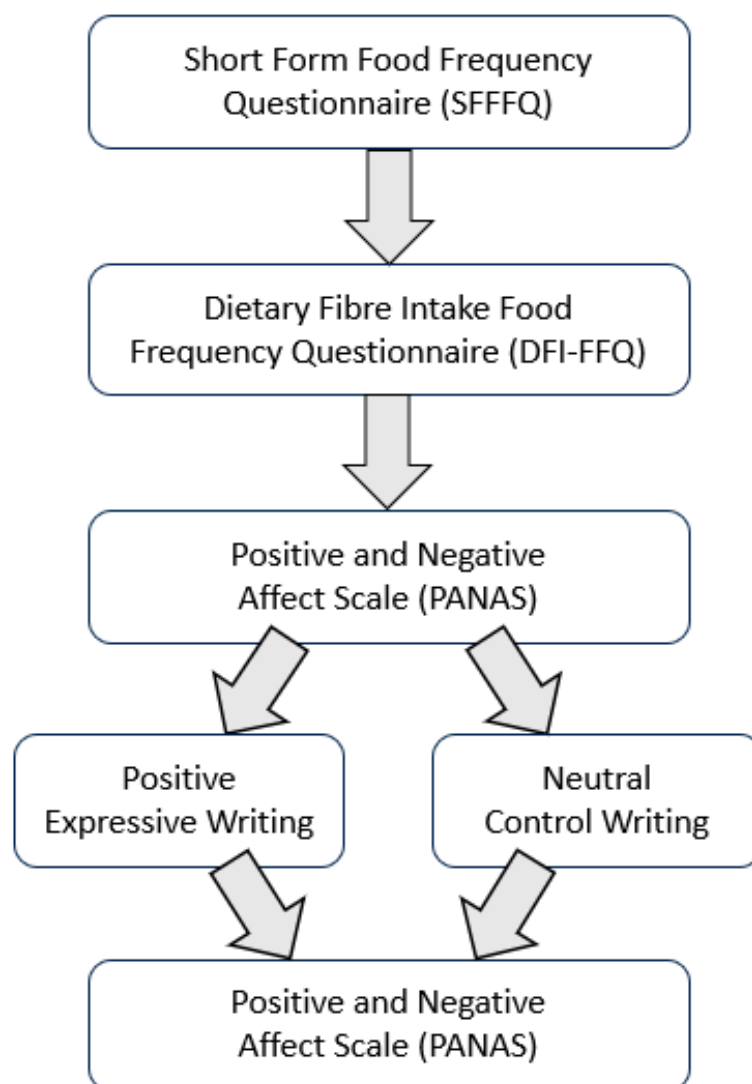 Short Form Food Frequency
Questionnaire (SFFFQ)
Dietary Fibre Intake Food
Frequency Questionnaire (DFI-FFQ)
Positive and Negative
Affect Scale (PANAS)
Positive
Expressive Writing
Neutral
Control Writing
Positive and Negative
Affect Scale (PANAS)